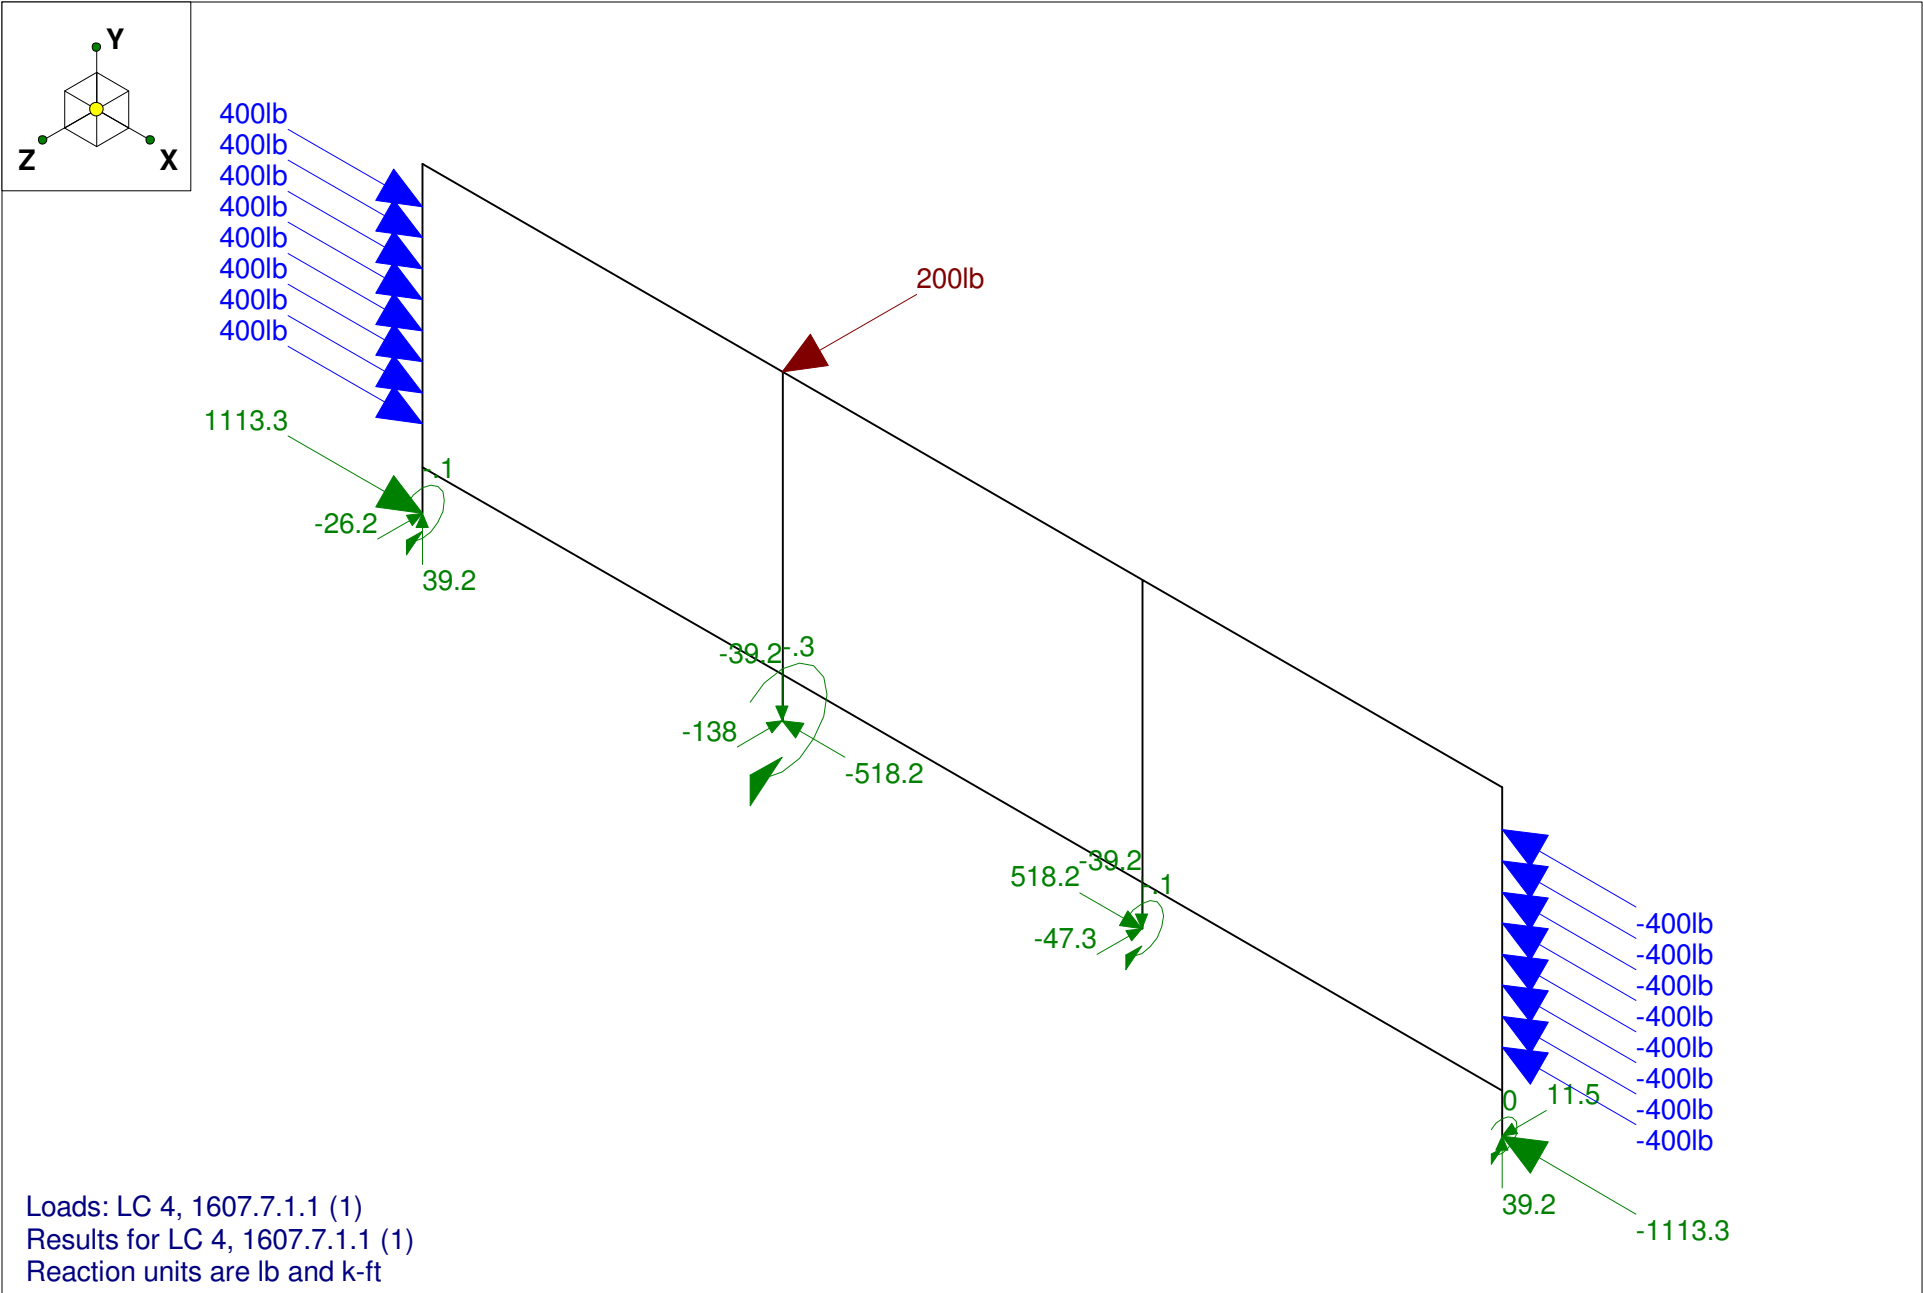 Y
Z
X
400lb
400lb
400lb
400lb
400lb
400lb
400lb
400lb
200lb
1113.3
-.1
-26.2
39.2
-39.2
-.3
-138
-518.2
-39.2
518.2
-.1
-47.3
-400lb
-400lb
-400lb
-400lb
-400lb
-400lb
-400lb
-400lb
0
11.5
39.2
-1113.3
Loads: LC 4, 1607.7.1.1 (1)
Results for LC 4, 1607.7.1.1 (1)
Reaction units are lb and k-ft